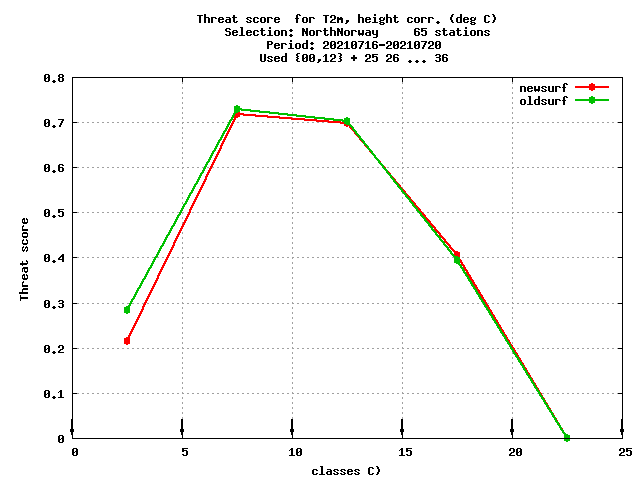 Threat score  for T2m, height corr. (deg C)
Selection: NorthNorway     65 stations
Period: 20210716-20210720
Used {00,12} + 25 26 ... 36
newsurf
oldsurf
0.8
0.7
0.6
0.5
0.4
0.3
0.2
0.1
0
Threat score
0 5 10 15 20 25
classes C)